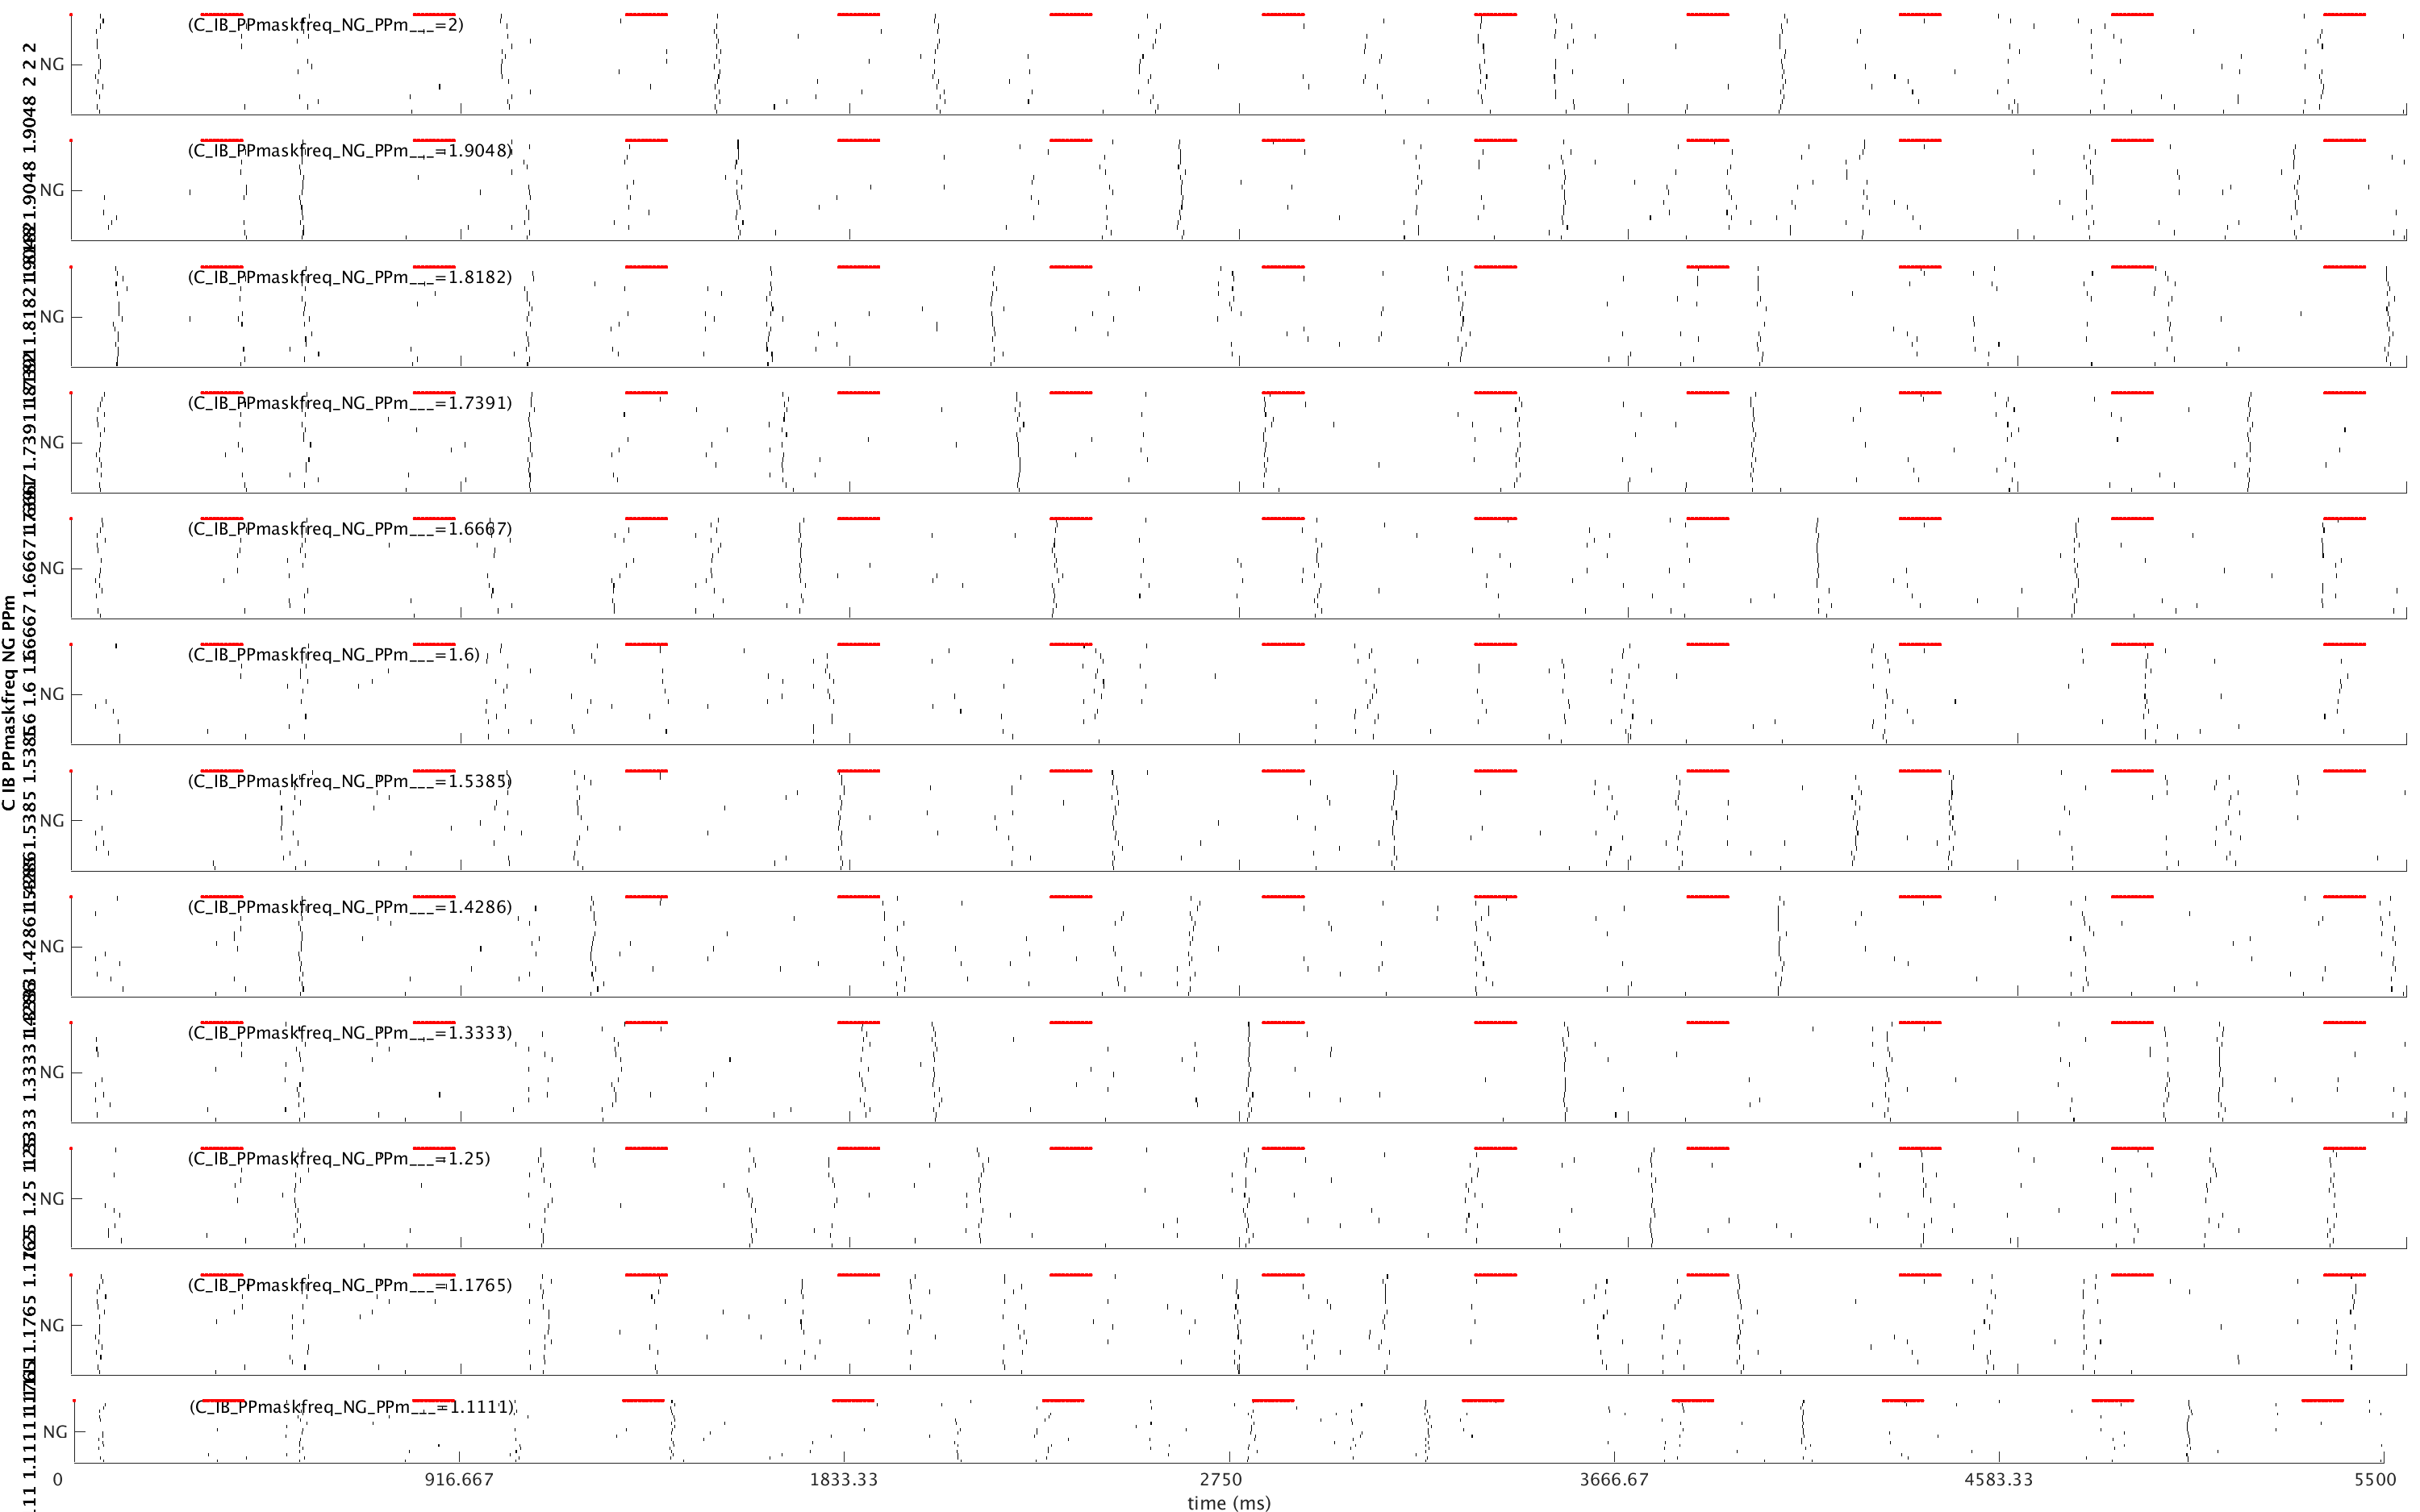 (C_IB_PPmaskfreq_NG_PPm___=2)
NG
(C_IB_PPmaskfreq_NG_PPm___=1.9048)
NG
(C_IB_PPmaskfreq_NG_PPm___=1.8182)
NG
(C_IB_PPmaskfreq_NG_PPm___=1.7391)
NG
(C_IB_PPmaskfreq_NG_PPm___=1.6667)
NG
(C_IB_PPmaskfreq_NG_PPm___=1.6)
NG
(C_IB_PPmaskfreq_NG_PPm___=1.5385)
NG
(C_IB_PPmaskfreq_NG_PPm___=1.4286)
NG
(C_IB_PPmaskfreq_NG_PPm___=1.3333)
NG
(C_IB_PPmaskfreq_NG_PPm___=1.25)
NG
(C_IB_PPmaskfreq_NG_PPm___=1.1765)
NG
(C_IB_PPmaskfreq_NG_PPm___=1.1111)
NG
C IB PPmaskfreq NG PPm
0 916.667 1833.33 2750 3666.67 4583.33 5500
time (ms)